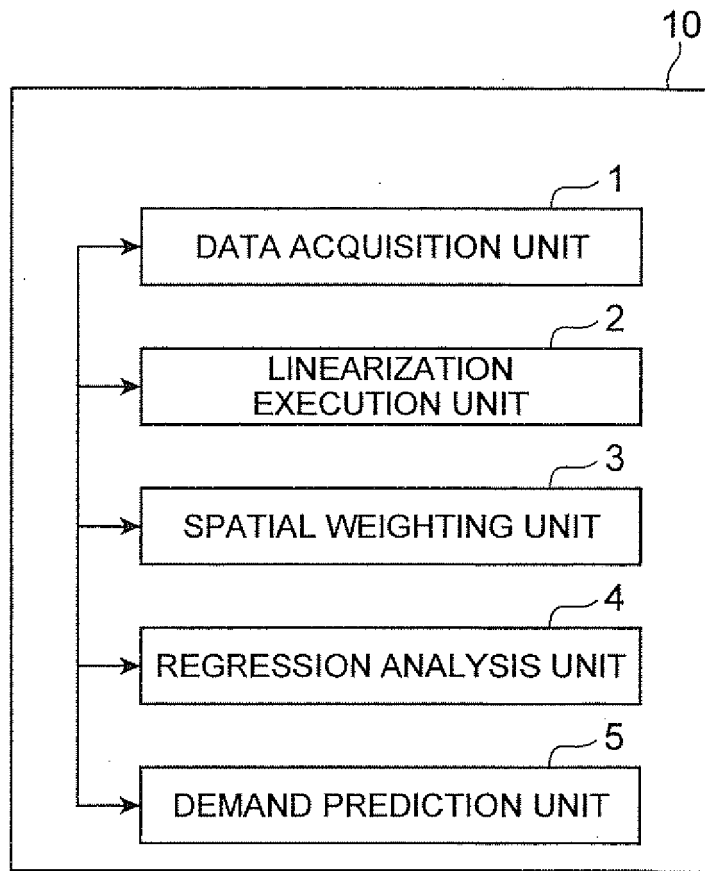 10
1
DATA ACQUISITION UNIT
2
LINEARIZATION
EXECUTION UNIT
3
SPATIAL WEIGHTING UNIT
4
REGRESSION ANALYSIS UNIT
5
DEMAND PREDICTION UNIT